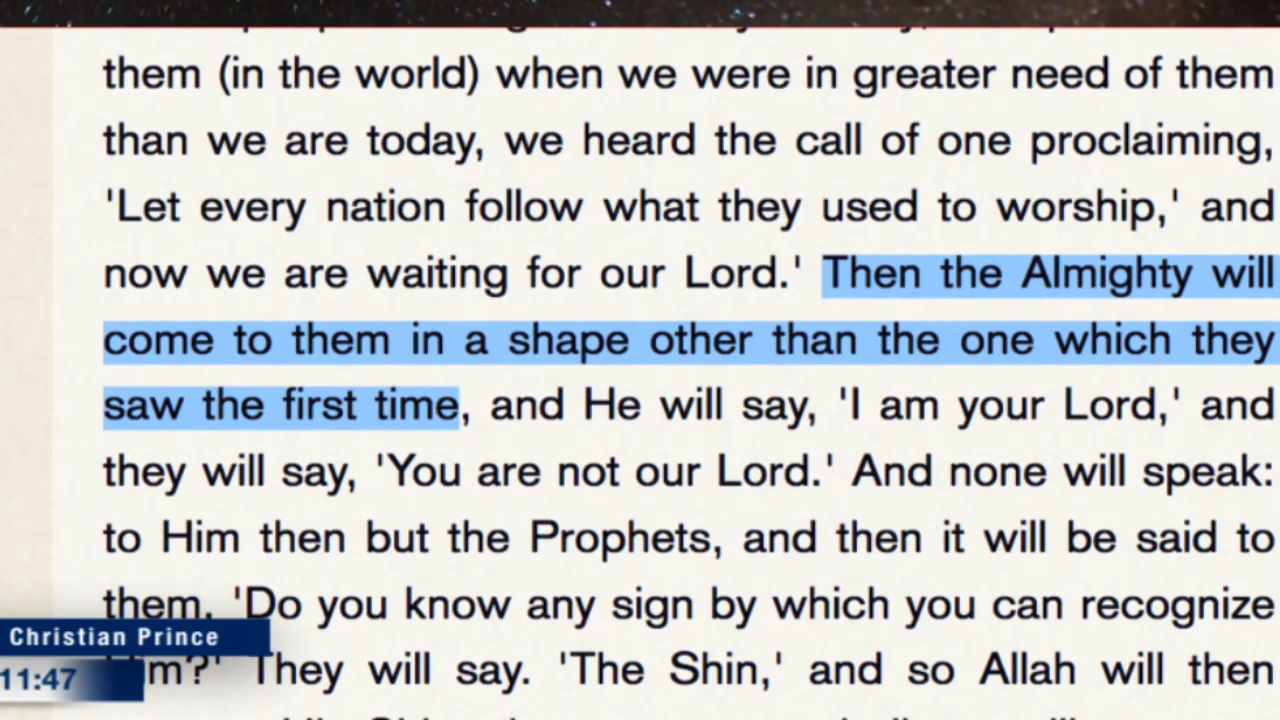 them (in the world) when we were in greater need of them
than we are today, we heard the call of one proclaiming,
'Let every nation follow what they used to worship,' and
now we are waiting for our Lord.' Then the Almighty will
come to them in a shape other than the one which they
saw the first time, and He will say, 'I am your Lord,' and
they will say, 'You are not our Lord.' And none will speak:
to Him then but the Prophets, and then it will be said to
them, 'Do you know any sign by which you can recognize
Christian Prince
They will say. 'The Shin,' and so Allah will then
11:47